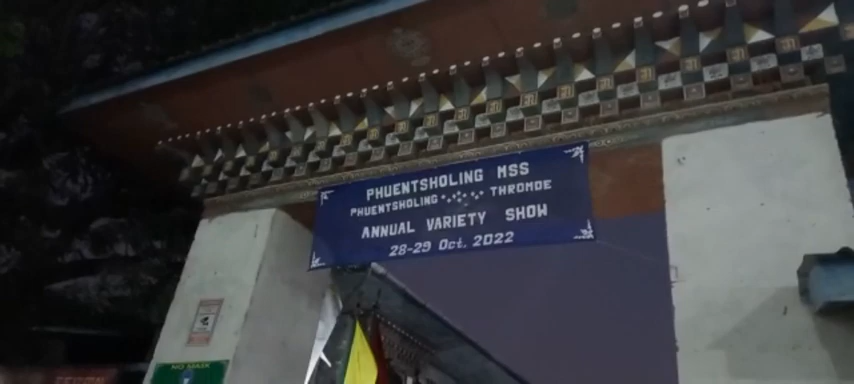 PHUENTSHOLING MSS
PHUENTSHOLING THROMDE
ANNUAL VARIETY SHOW
28-29 Oct. 2022
NO MASK